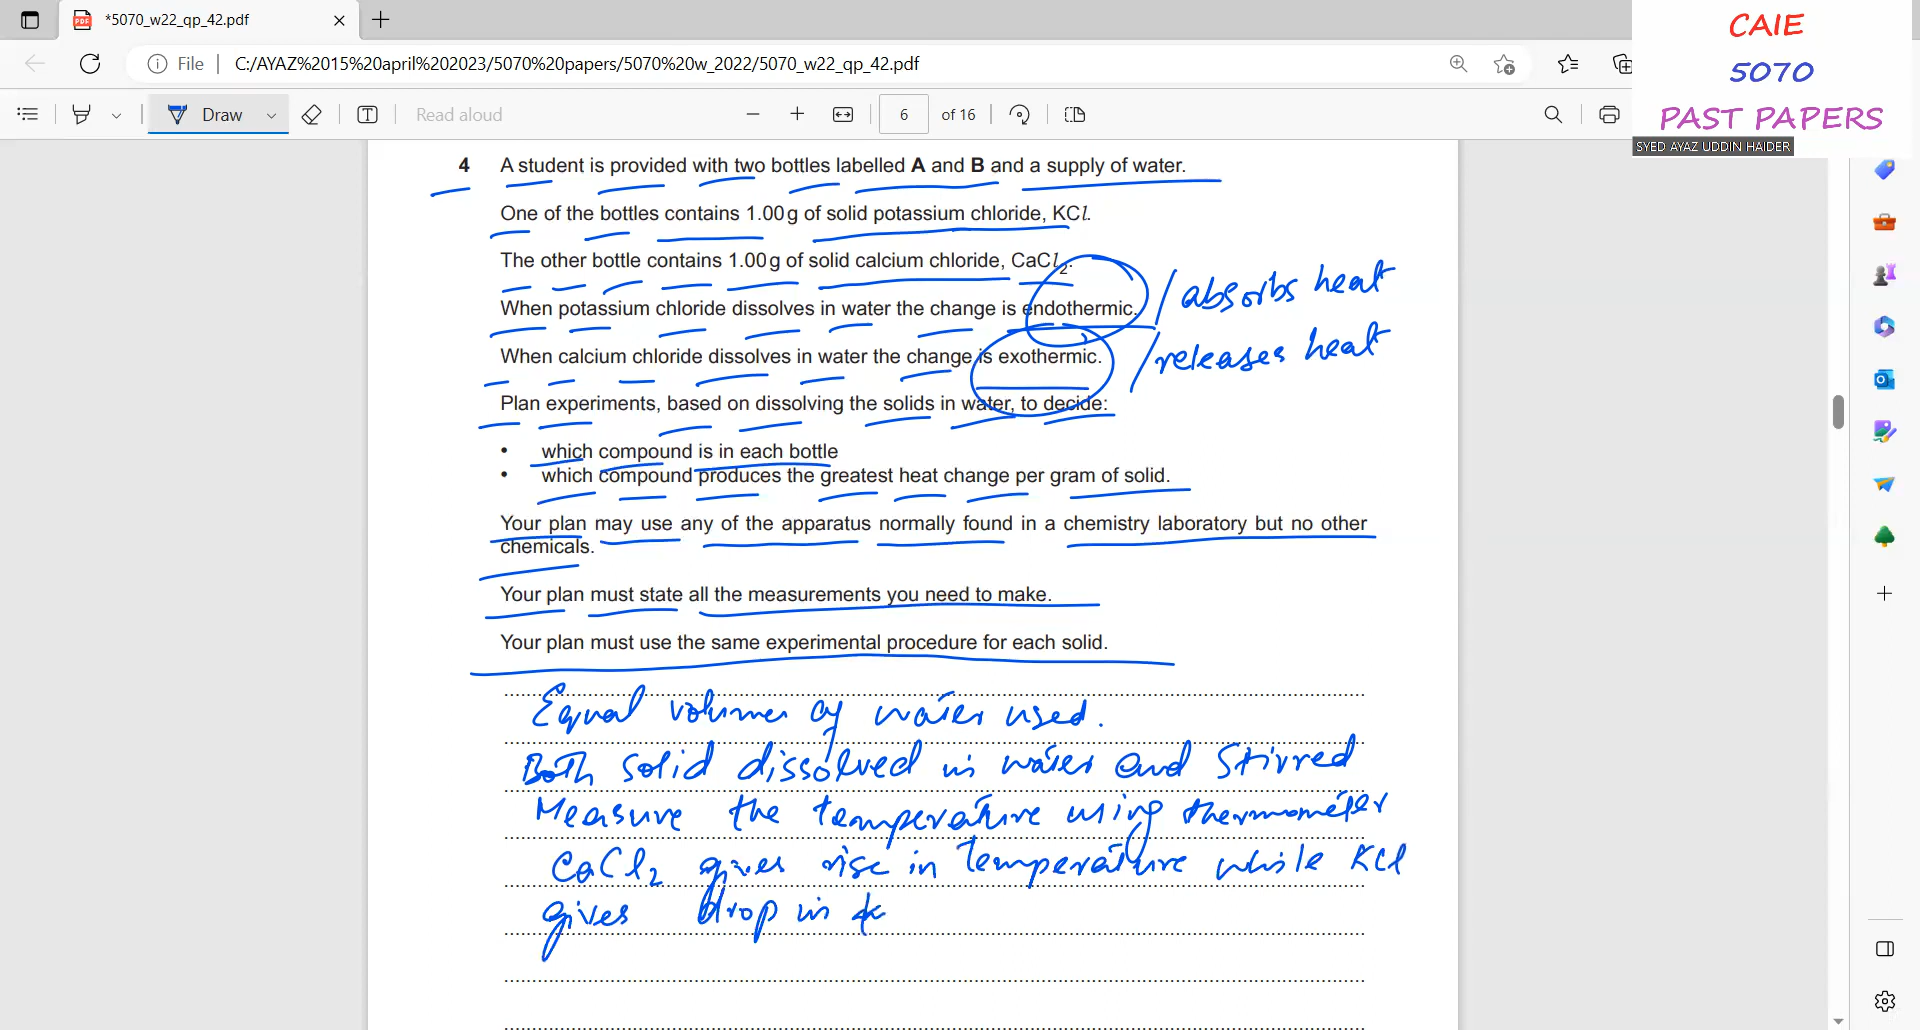 *5070_w22_qp_42.pdf
File
C:/AYAZ%2015%20april%202023/5070%20papers/5070%20w_2022/5070_w22_qp_42.pdf
Draw
Read aloud
6 of 16
CAIE
5070
PAST PAPERS
SYED AYAZ UDDIN HAIDER
4 A student is provided with two bottles labelled A and B and a supply of water.
One of the bottles contains 1.00 g of solid potassium chloride, KCl.
The other bottle contains 1.00 g of solid calcium chloride, CaCl2.
When potassium chloride dissolves in water the change is endothermic. / absorbs heat
When calcium chloride dissolves in water the change is exothermic. / releases heat
Plan experiments, based on dissolving the solids in water, to decide:
• which compound is in each bottle
• which compound produces the greatest heat change per gram of solid.
Your plan may use any of the apparatus normally found in a chemistry laboratory but no other
chemicals.
Your plan must state all the measurements you need to make.
Your plan must use the same experimental procedure for each solid.
Equal volumes of water used.
Both solid dissolved in water and stirred
Measure the temperature using thermometer
CaCl2 gives rise in temperature while KCl
gives drop in